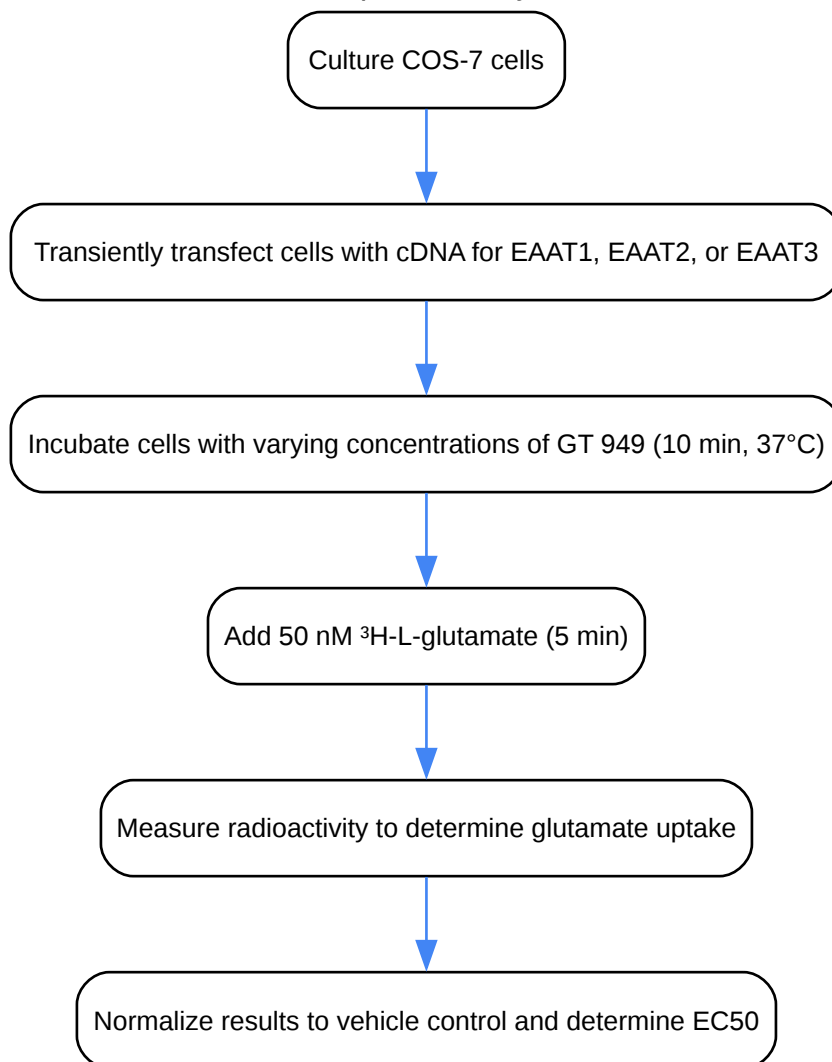 Culture COS-7 cells
Transiently transfect cells with cDNA for EAAT1, EAAT2, or EAAT3
Incubate cells with varying concentrations of GT 949 (10 min, 37°C)
Add 50 nM ³H-L-glutamate (5 min)
Measure radioactivity to determine glutamate uptake
Normalize results to vehicle control and determine EC50